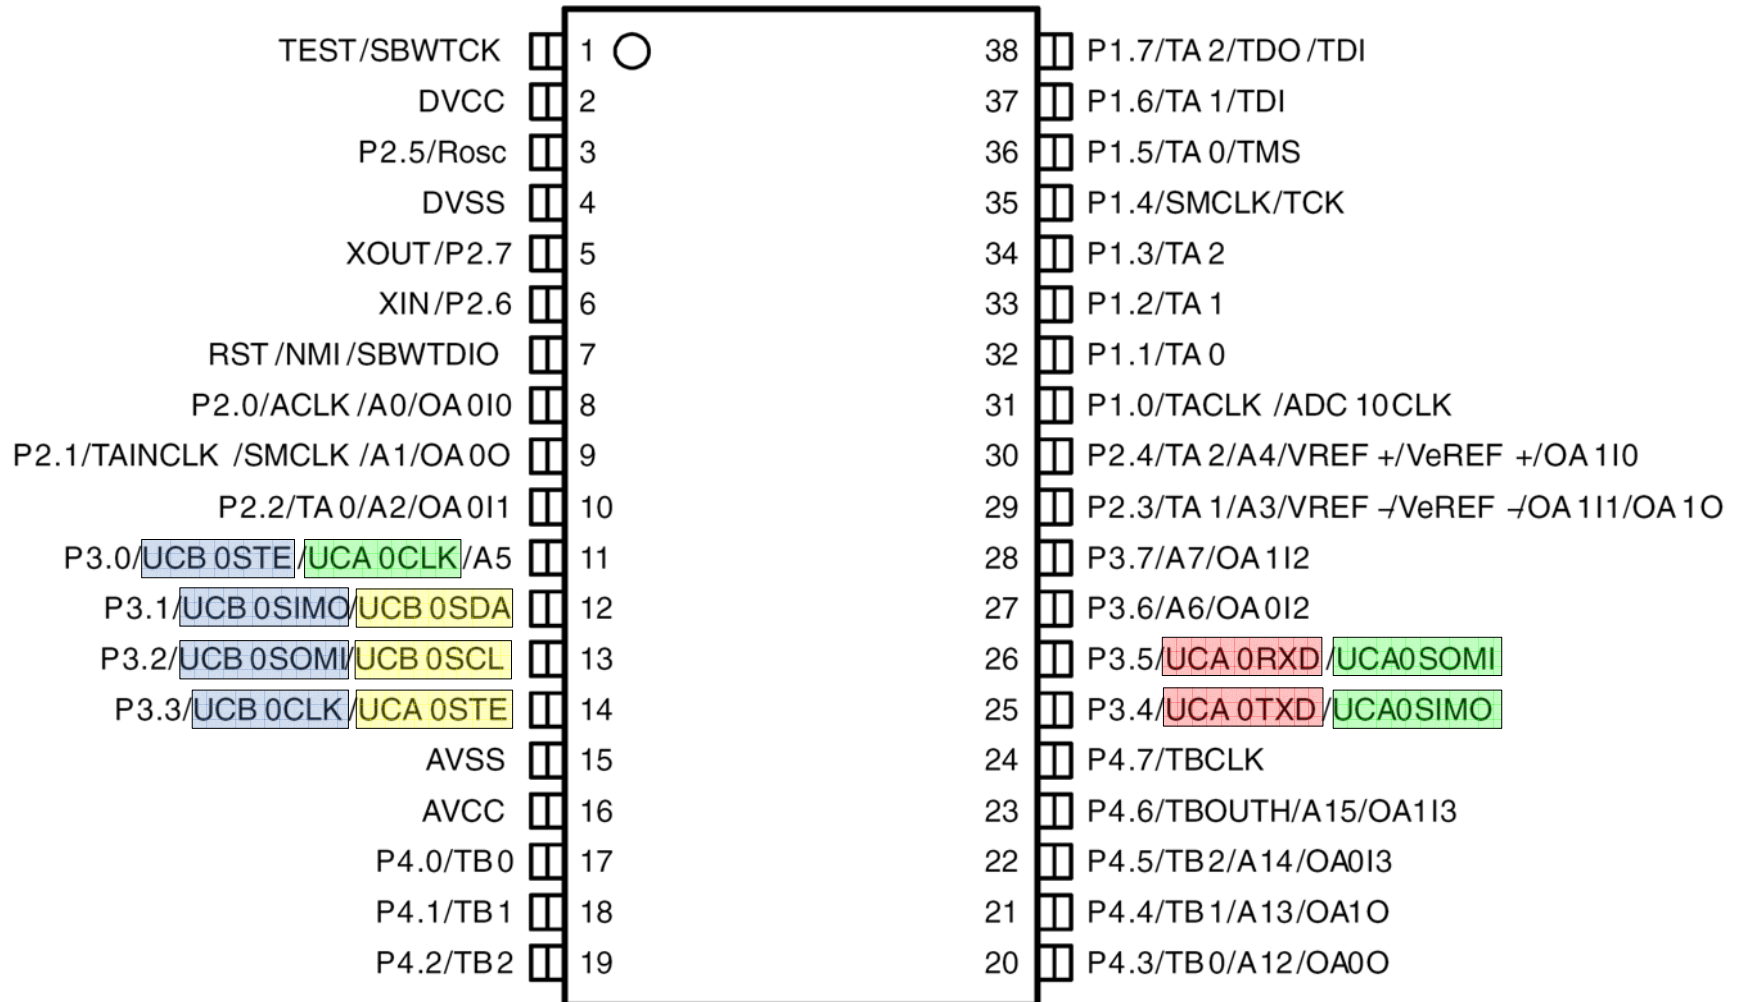 TEST/SBWTCK 1 38 P1.7/TA2/TDO/TDI
DVCC 2 37 P1.6/TA1/TDI
P2.5/Rosc 3 36 P1.5/TA0/TMS
DVSS 4 35 P1.4/SMCLK/TCK
XOUT/P2.7 5 34 P1.3/TA2
XIN/P2.6 6 33 P1.2/TA1
RST/NMI/SBWTDIO 7 32 P1.1/TA0
P2.0/ACLK/A0/OA0I0 8 31 P1.0/TACLK/ADC10CLK
P2.1/TAINCLK/SMCLK/A1/OA0O 9 30 P2.4/TA2/A4/VREF+/VeREF+/OA1I0
P2.2/TA0/A2/OA0I1 10 29 P2.3/TA1/A3/VREF-/VeREF-/OA1I1/OA1O
P3.0/UCB0STE/UCA0CLK/A5 11 28 P3.7/A7/OA1I2
P3.1/UCB0SIMO/UCB0SDA 12 27 P3.6/A6/OA0I2
P3.2/UCB0SOMI/UCB0SCL 13 26 P3.5/UCA0RXD/UCA0SOMI
P3.3/UCB0CLK/UCA0STE 14 25 P3.4/UCA0TXD/UCA0SIMO
AVSS 15 24 P4.7/TBCLK
AVCC 16 23 P4.6/TBOUTH/A15/OA1I3
P4.0/TB0 17 22 P4.5/TB2/A14/OA0I3
P4.1/TB1 18 21 P4.4/TB1/A13/OA1O
P4.2/TB2 19 20 P4.3/TB0/A12/OA0O